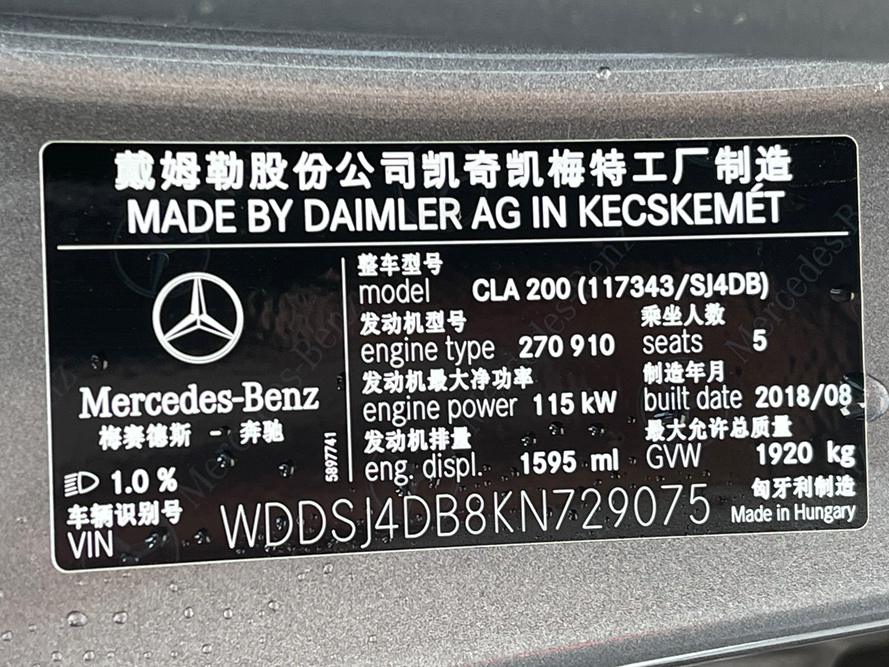 戴姆勒股份公司凯奇凯梅特工厂制造
MADE BY DAIMLER AG IN KECSKEMÉT
Mercedes-Benz
梅赛德斯 - 奔驰
1.0 %
5897741
整车型号
model CLA 200 (117343/SJ4DB)
发动机型号 乘坐人数
engine type 270 910 seats 5
发动机最大净功率 制造年月
engine power 115 kW built date 2018/08
发动机排量 最大允许总质量
eng. displ. 1595 ml GVW 1920 kg
车辆识别号 匈牙利制造
VIN WDDSJ4DB8KN729075 Made in Hungary